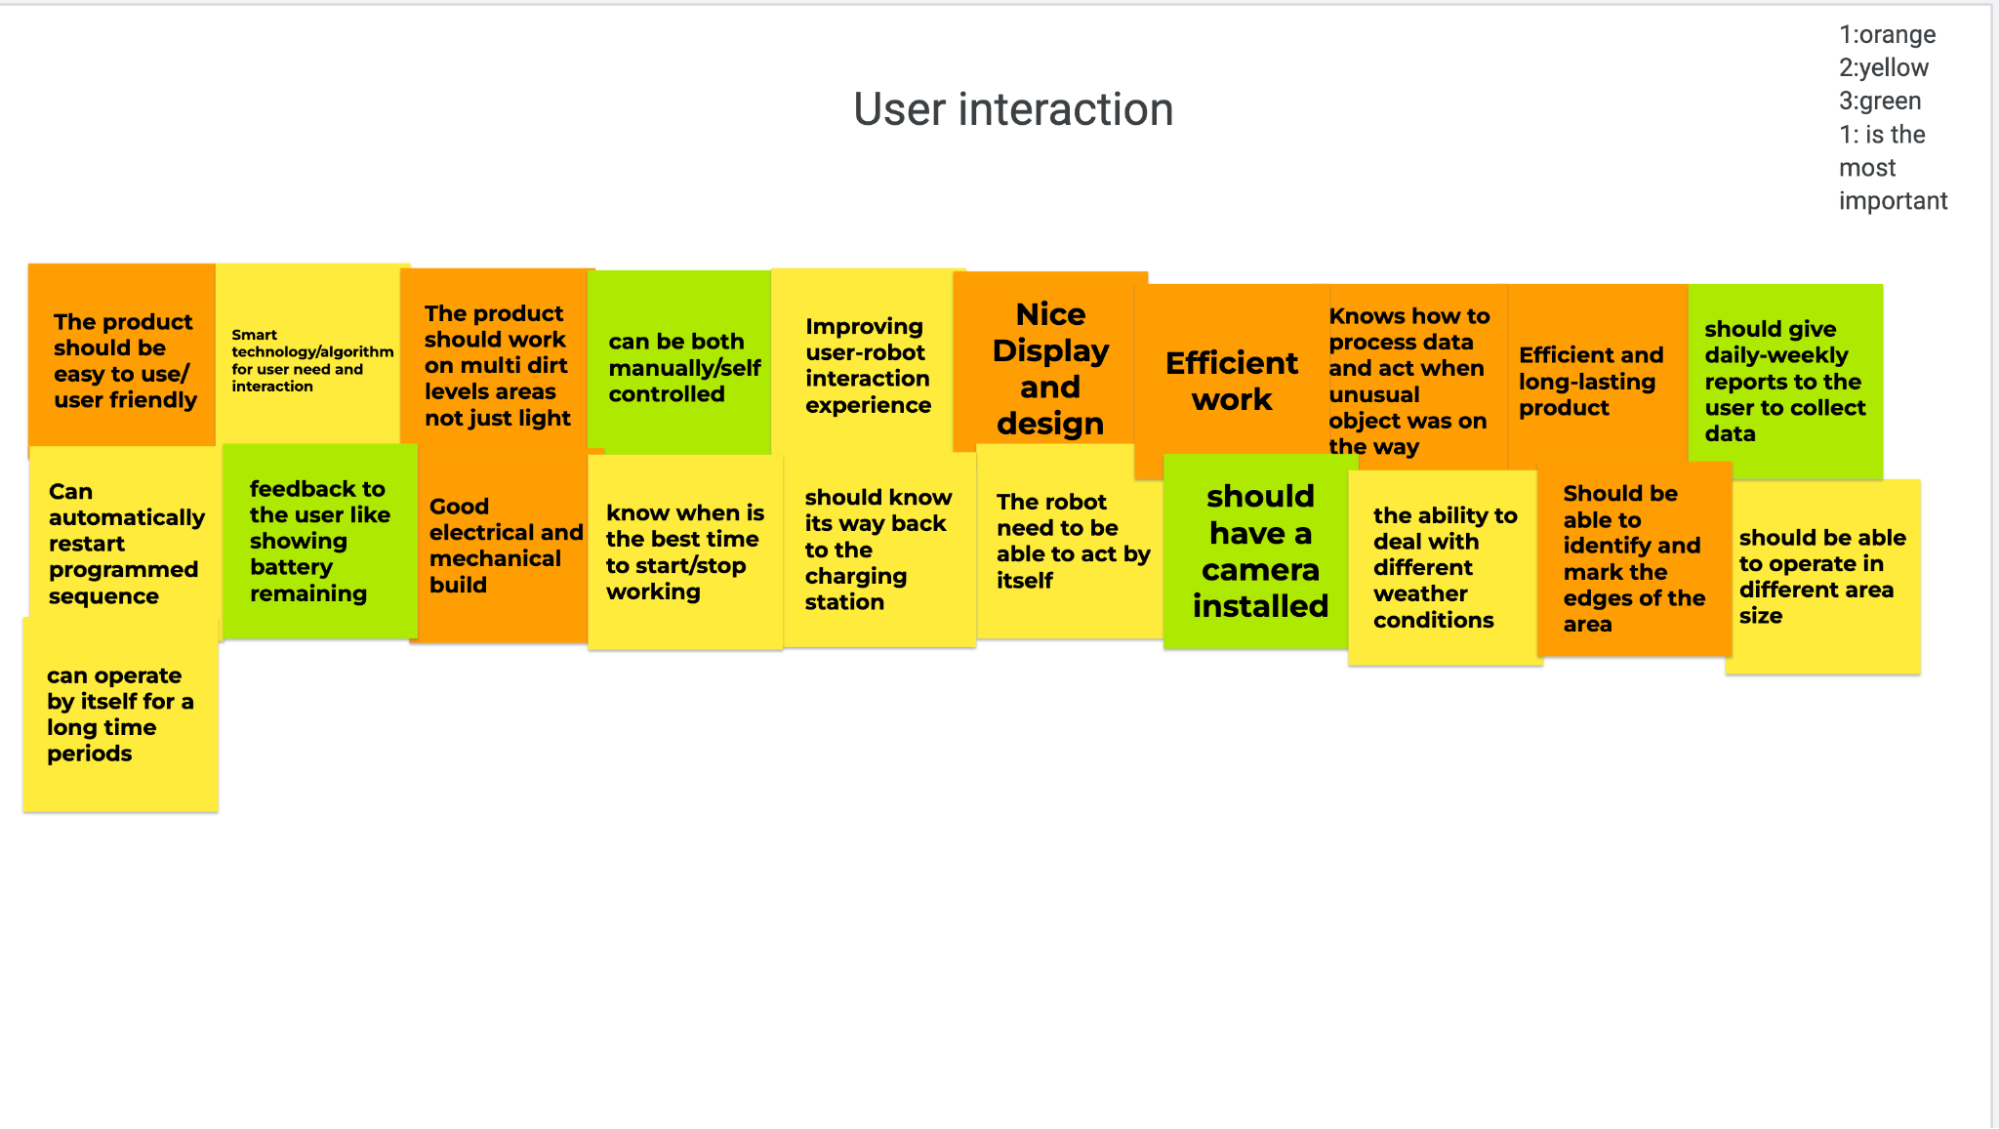 1:orange
2:yellow
3:green
1: is the
most
important
User interaction
The product
should be
easy to use/
user friendly
Smart
technology/algorithm
for user need and
interaction
The product
should work
on multi dirt
levels areas
not just light
can be both
manually/self
controlled
Improving
user-robot
interaction
experience
Nice
Display
and
design
Efficient
work
Knows how to
process data
and act when
unusual
object was on
the way
Efficient and
long-lasting
product
should give
daily-weekly
reports to the
user to collect
data
Can
automatically
restart
programmed
sequence
feedback to
the user like
showing
battery
remaining
Good
electrical and
mechanical
build
know when is
the best time
to start/stop
working
should know
its way back
to the
charging
station
The robot
need to be
able to act by
itself
should
have a
camera
installed
the ability to
deal with
different
weather
conditions
Should be
able to
identify and
mark the
edges of the
area
should be able
to operate in
different area
size
can operate
by itself for a
long time
periods